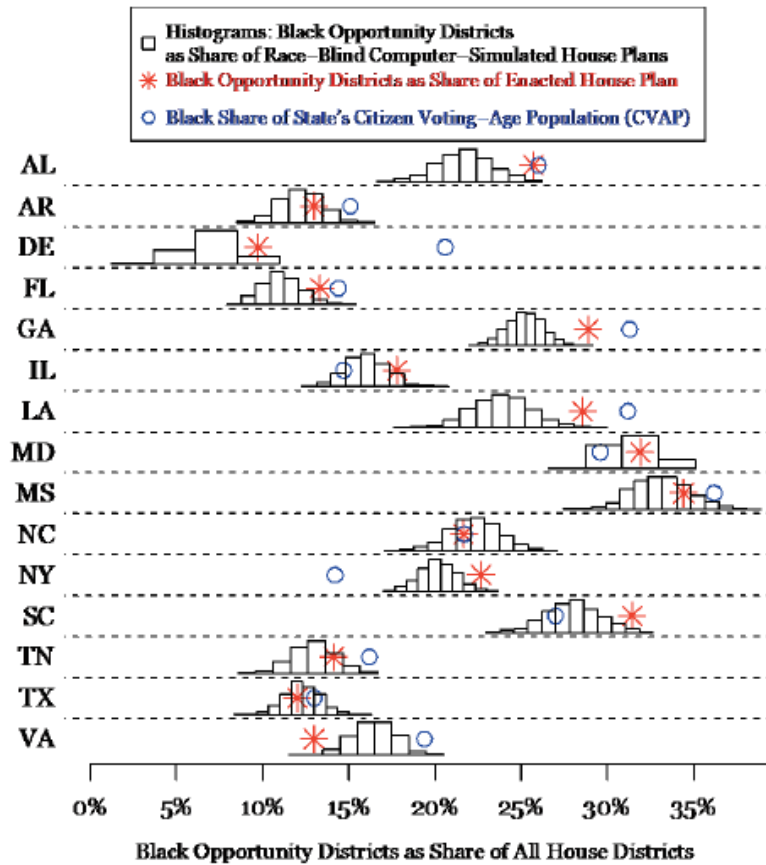 Histograms: Black Opportunity Districts
as Share of Race–Blind Computer–Simulated House Plans
Black Opportunity Districts as Share of Enacted House Plan
Black Share of State's Citizen Voting–Age Population (CVAP)
AL
AR
DE
FL
GA
IL
LA
MD
MS
NC
NY
SC
TN
TX
VA
0% 5% 10% 15% 20% 25% 30% 35%
Black Opportunity Districts as Share of All House Districts